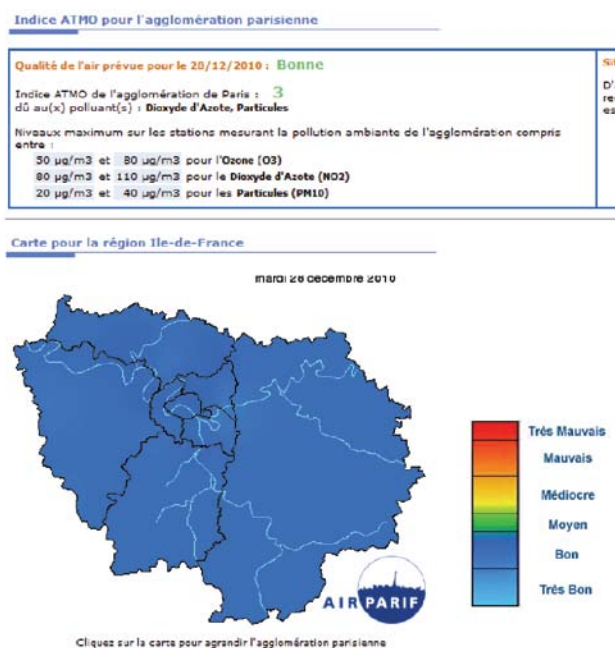 Indice ATMO pour l'agglomération parisienne
Qualité de l'air prévue pour le 28/12/2010 : Bonne
Indice ATMO de l'agglomération de Paris : 3
dû au(x) polluant(s) : Dioxyde d'Azote, Particules
Niveaux maximum sur les stations mesurant la pollution ambiante de l'agglomération compris
entre :
50 µg/m3 et 80 µg/m3 pour l'Ozone (O3)
80 µg/m3 et 110 µg/m3 pour le Dioxyde d'Azote (NO2)
20 µg/m3 et 40 µg/m3 pour les Particules (PM10)
Carte pour la région Ile-de-France
mardi 28 décembre 2010
Très Mauvais
Mauvais
Médiocre
Moyen
Bon
Très Bon
AIRPARIF
Cliquez sur la carte pour agrandir l'agglomération parisienne